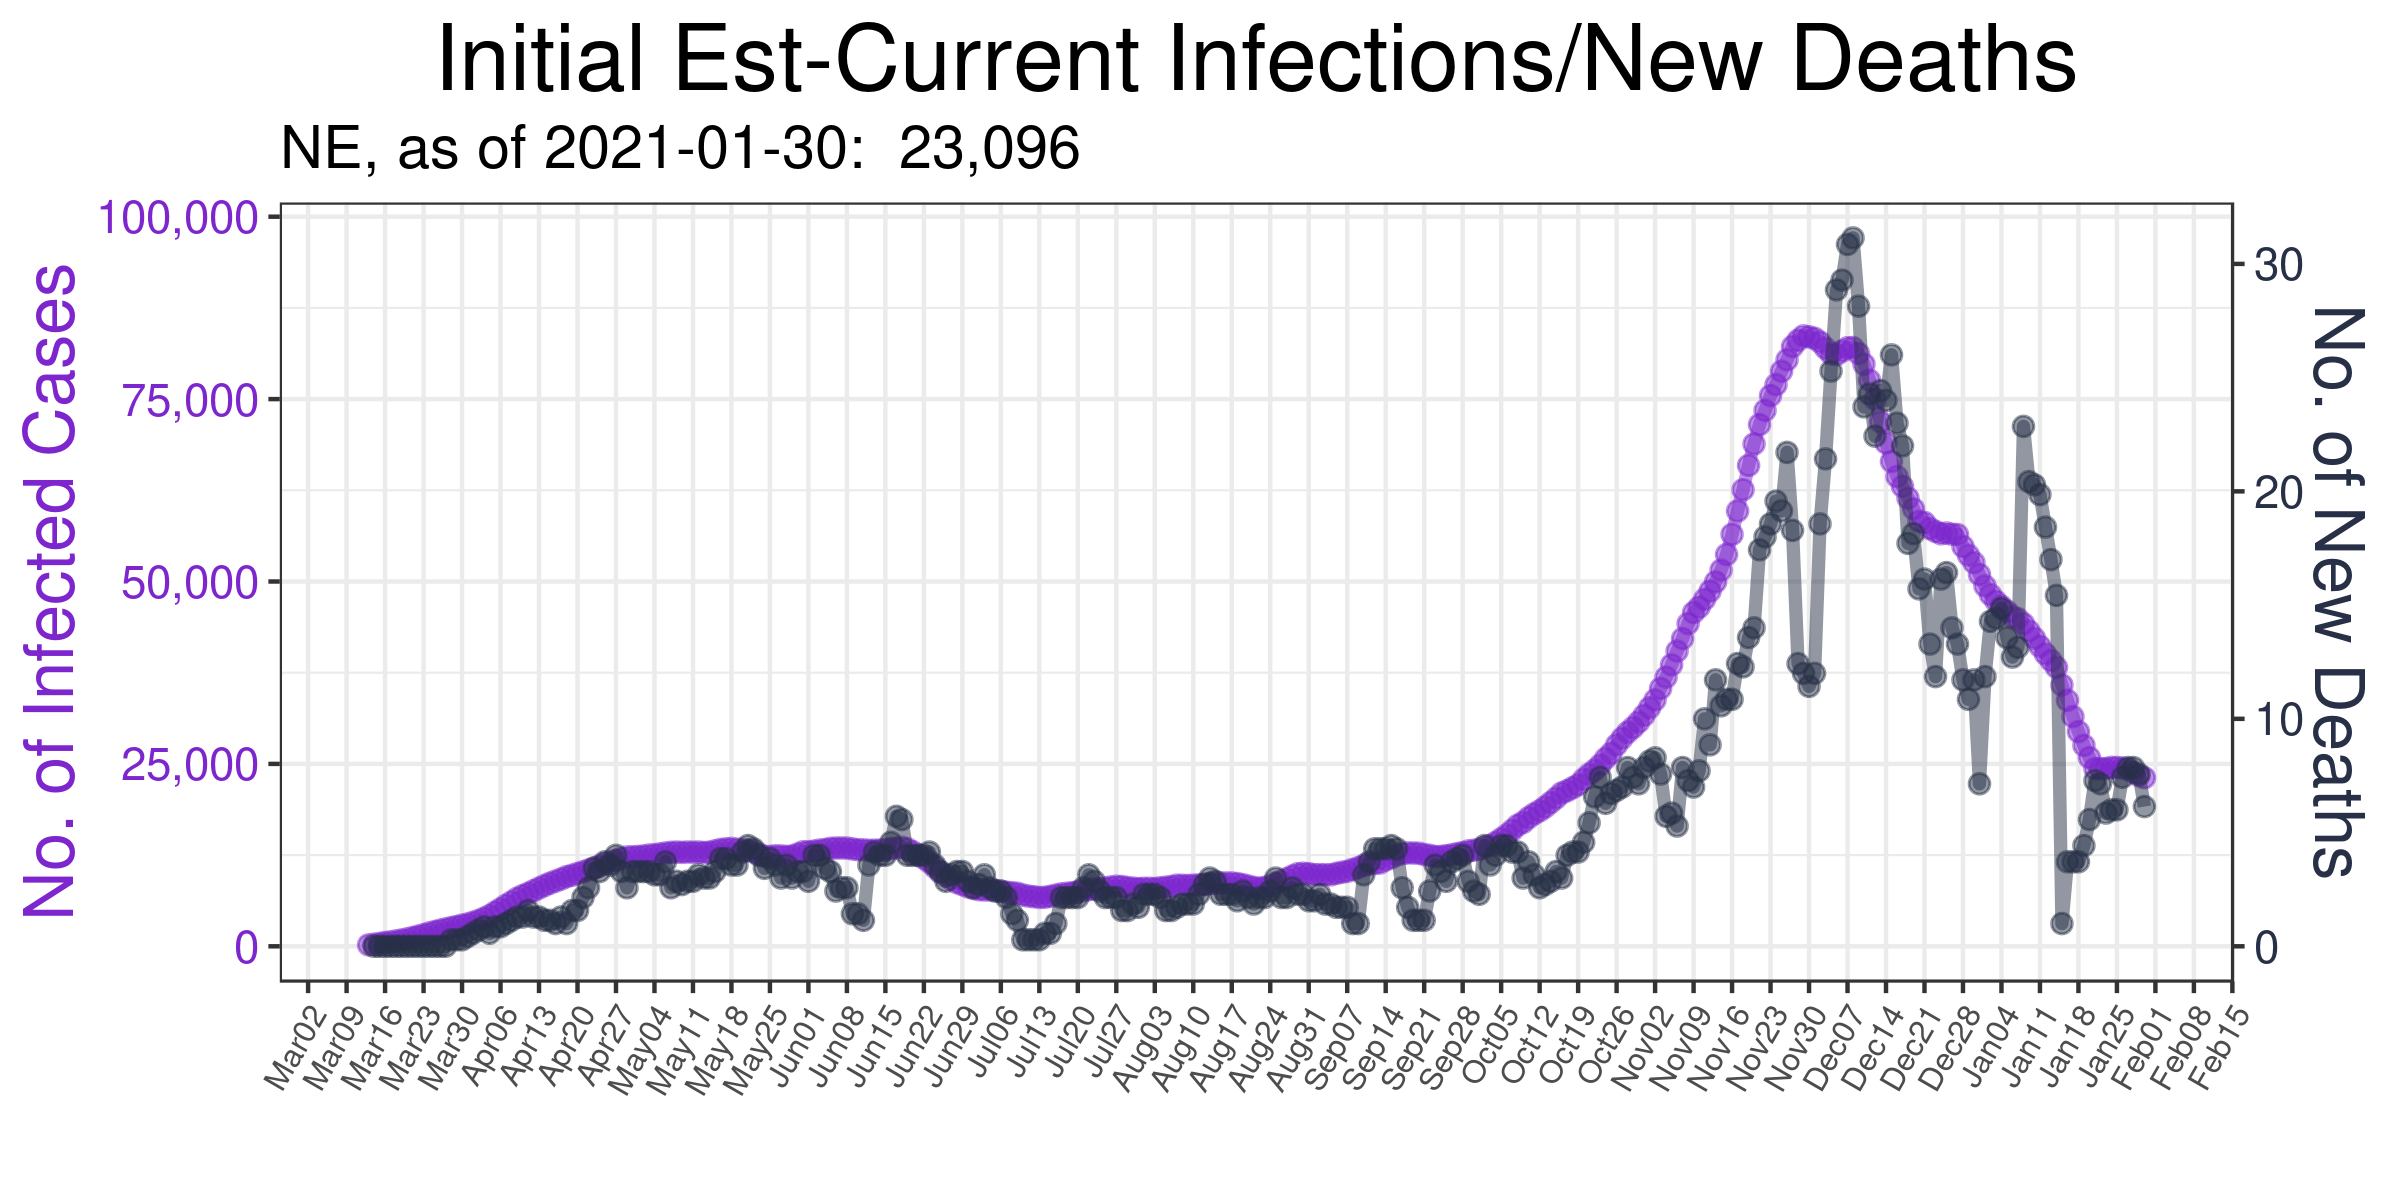 Initial Est-Current Infections/New Deaths
NE, as of 2021-01-30:  23,096
No. of Infected Cases
100,000
75,000
50,000
25,000
0
30
20
10
0
No. of New Deaths
Mar02
Mar09
Mar16
Mar23
Mar30
Apr06
Apr13
Apr20
Apr27
May04
May11
May18
May25
Jun01
Jun08
Jun15
Jun22
Jun29
Jul06
Jul13
Jul20
Jul27
Aug03
Aug10
Aug17
Aug24
Aug31
Sep07
Sep14
Sep21
Sep28
Oct05
Oct12
Oct19
Oct26
Nov02
Nov09
Nov16
Nov23
Nov30
Dec07
Dec14
Dec21
Dec28
Jan04
Jan11
Jan18
Jan25
Feb01
Feb08
Feb15